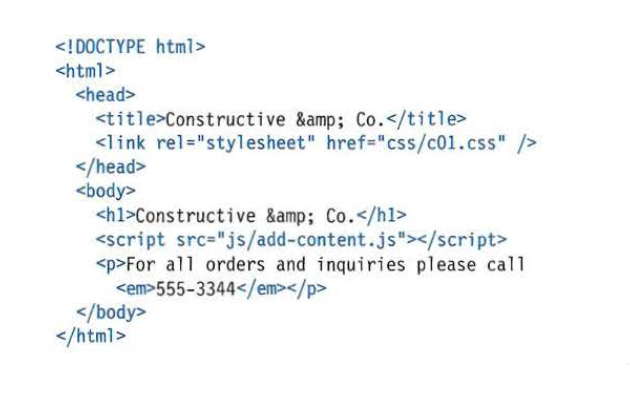 <!DOCTYPE html>
<html>
  <head>
    <title>Constructive &amp; Co.</title>
    <link rel="stylesheet" href="css/c01.css" />
  </head>
  <body>
    <h1>Constructive &amp; Co.</h1>
    <script src="js/add-content.js"></script>
    <p>For all orders and inquiries please call
      <em>555-3344</em></p>
  </body>
</html>